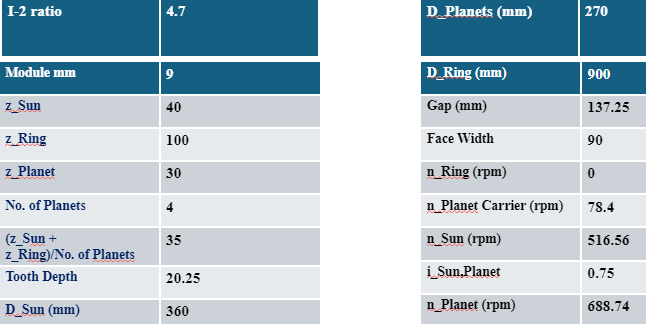 I-2 ratio 4.7
Module mm 9
z_Sun 40
z_Ring 100
z_Planet 30
No. of Planets 4
(z_Sun + 35
z_Ring)/No. of Planets
Tooth Depth 20.25
D_Sun (mm) 360
D_Planets (mm) 270
D_Ring (mm) 900
Gap (mm) 137.25
Face Width 90
n_Ring (rpm) 0
n_Planet Carrier (rpm) 78.4
n_Sun (rpm) 516.56
i_Sun,Planet 0.75
n_Planet (rpm) 688.74